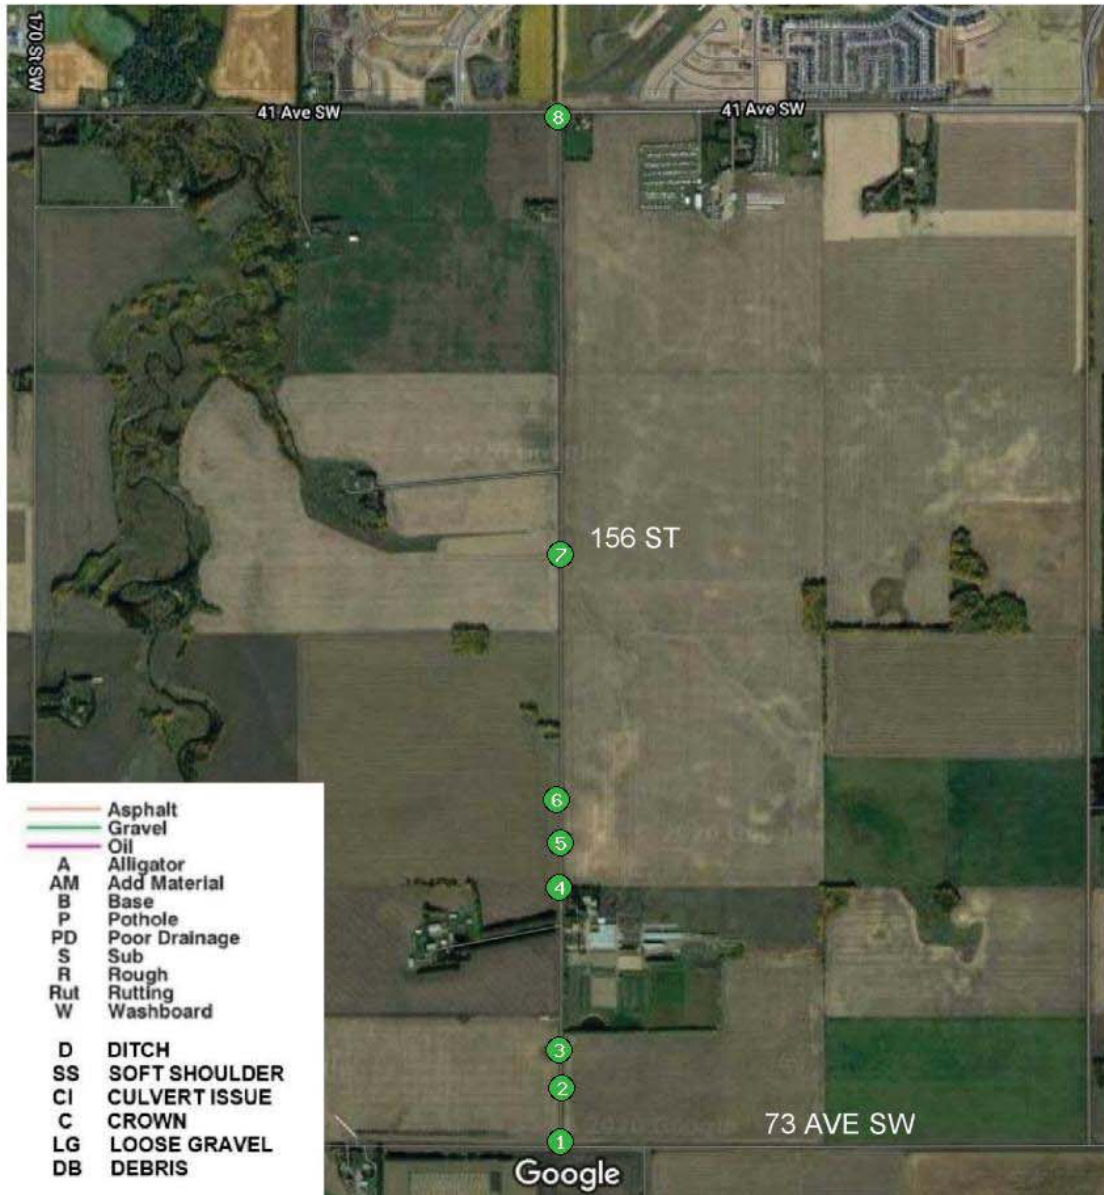 170 St SW
41 Ave SW
41 Ave SW
8
156 ST
7
6
5
4
3
2
1
73 AVE SW
Google
Asphalt
Gravel
Oil
A Alligator
AM Add Material
B Base
P Pothole
PD Poor Drainage
S Sub
R Rough
Rut Rutting
W Washboard
D DITCH
SS SOFT SHOULDER
CI CULVERT ISSUE
C CROWN
LG LOOSE GRAVEL
DB DEBRIS